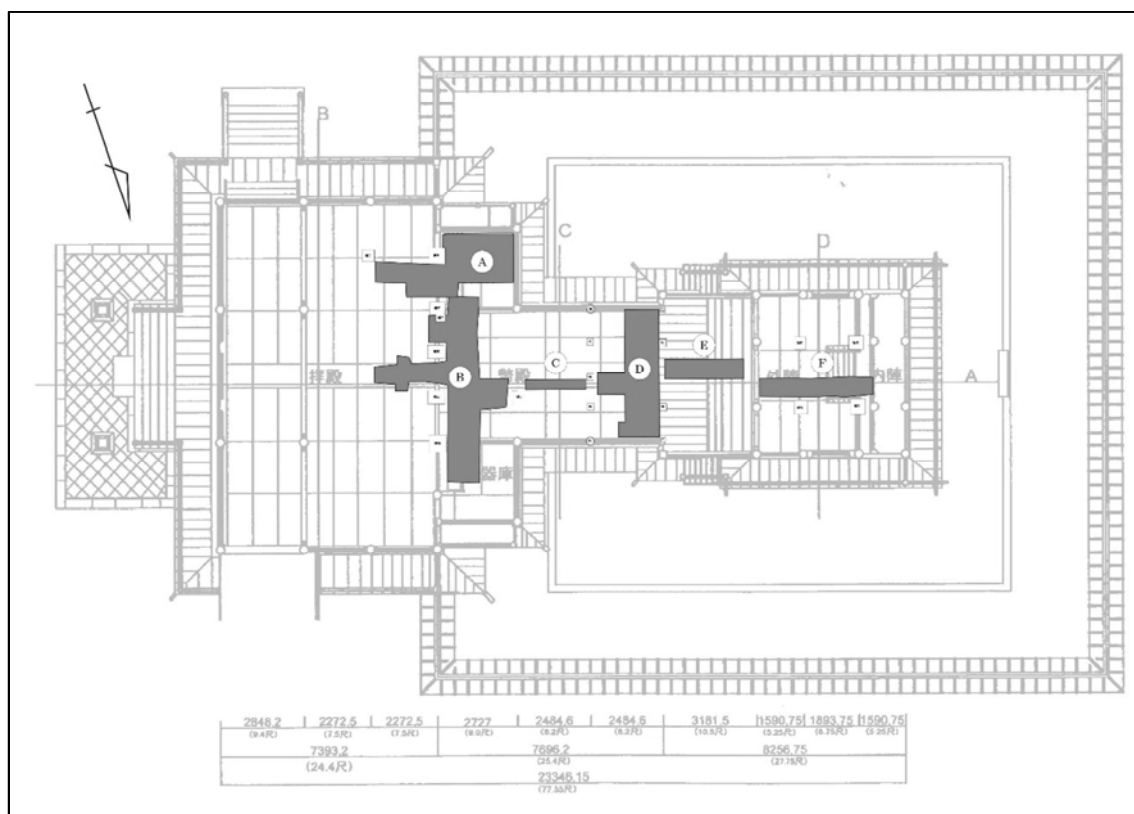 B
A
C
D
E
D
C
F
B
拝殿
幣殿
外陣
内陣
A
器庫
2848.2
2272.5
2272.5
2727
2484.6
2484.6
3181.5
1590.75
1893.75
1590.75
(9.4尺)
(7.5尺)
(7.5尺)
(9.0尺)
(8.2尺)
(8.2尺)
(10.5尺)
(5.25尺)
(6.25尺)
(5.25尺)
7393.2
7696.2
8256.75
(24.4尺)
(25.4尺)
(27.75尺)
23346.15
(77.55尺)